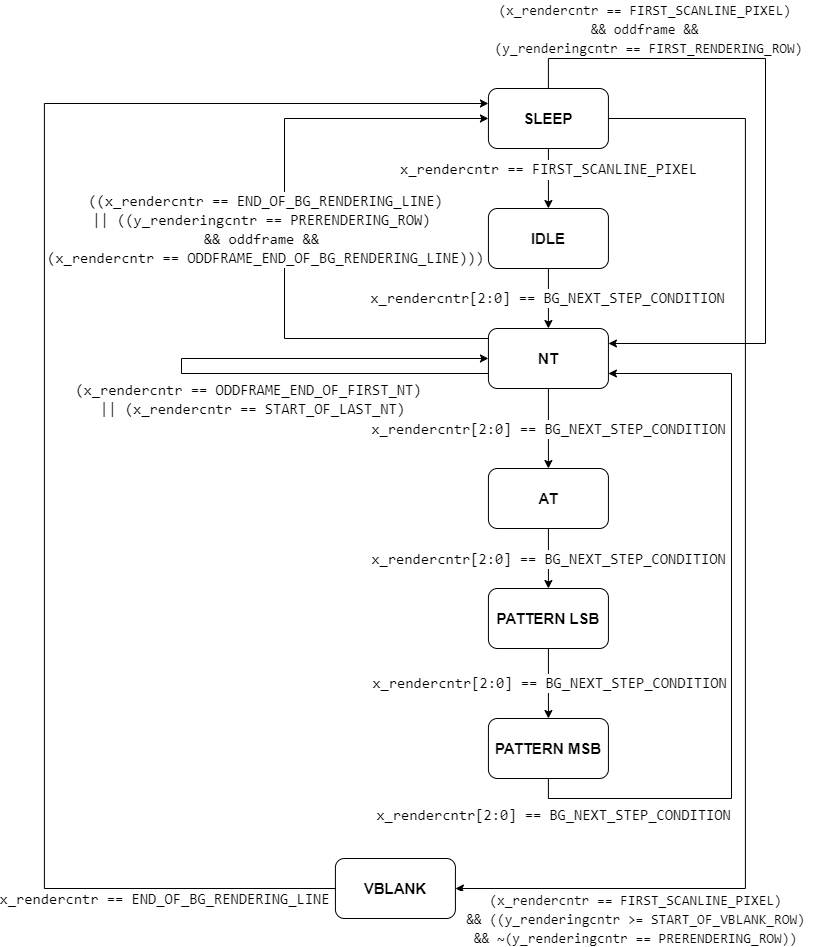 (x_rendercntr == FIRST_SCANLINE_PIXEL)
&& oddframe &&
(y_renderingcntr == FIRST_RENDERING_ROW)
SLEEP
x_rendercntr == FIRST_SCANLINE_PIXEL
((x_rendercntr == END_OF_BG_RENDERING_LINE)
|| ((y_renderingcntr == PRERENDERING_ROW)
&& oddframe &&
(x_rendercntr == ODDFRAME_END_OF_BG_RENDERING_LINE)))
IDLE
x_rendercntr[2:0] == BG_NEXT_STEP_CONDITION
NT
(x_rendercntr == ODDFRAME_END_OF_FIRST_NT)
|| (x_rendercntr == START_OF_LAST_NT)
x_rendercntr[2:0] == BG_NEXT_STEP_CONDITION
AT
x_rendercntr[2:0] == BG_NEXT_STEP_CONDITION
PATTERN LSB
x_rendercntr[2:0] == BG_NEXT_STEP_CONDITION
PATTERN MSB
x_rendercntr[2:0] == BG_NEXT_STEP_CONDITION
VBLANK
x_rendercntr == END_OF_BG_RENDERING_LINE
(x_rendercntr == FIRST_SCANLINE_PIXEL)
&& ((y_renderingcntr >= START_OF_VBLANK_ROW)
&& ~(y_renderingcntr == PRERENDERING_ROW))